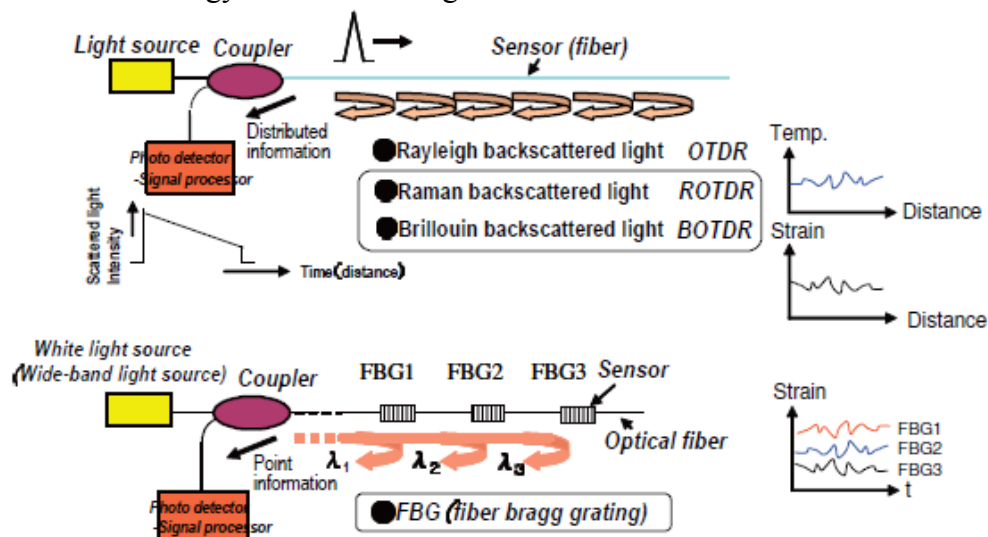 Light source
Coupler
Sensor (fiber)
Distributed
information
Photo detector
-Signal processor
●Rayleigh backscattered light OTDR
●Raman backscattered light ROTDR
●Brillouin backscattered light BOTDR
Temp.
Distance
Strain
Distance
Scattered light
Intensity
Time(distance)
White light source
(Wide-band light source)
Coupler
FBG1 FBG2 FBG3
Sensor
Optical fiber
Point
information
λ1 λ2 λ3
Photo detector
-Signal processor
●FBG (fiber bragg grating)
Strain
FBG1
FBG2
FBG3
t